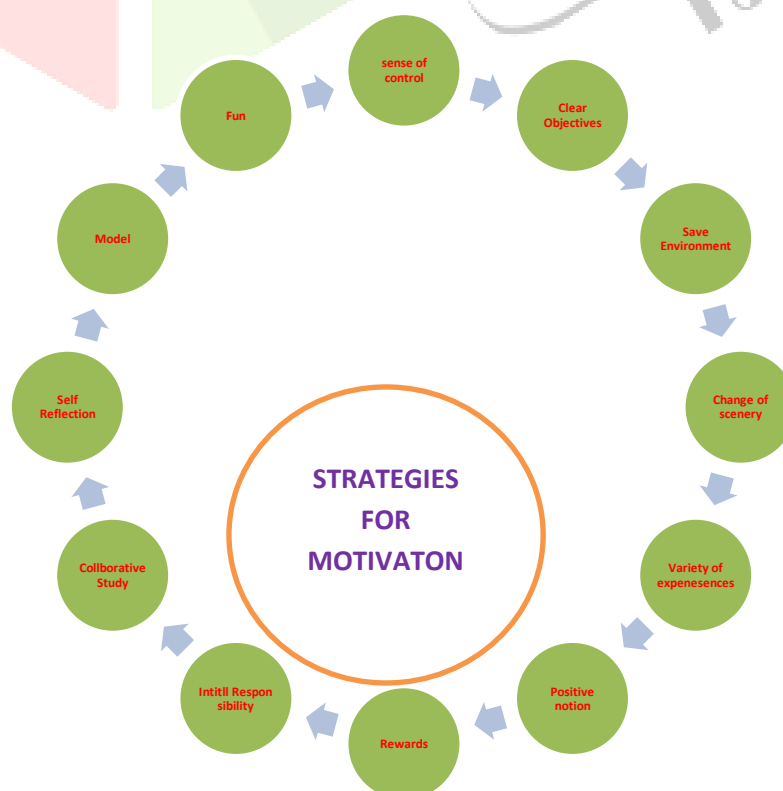 sense of
control
Clear
Objectives
Save
Environment
Change of
scenery
Variety of
expenesences
Positive
notion
Rewards
Intitll Respon
sibility
Collborative
Study
Self
Reflection
Model
Fun
STRATEGIES
FOR
MOTIVATON